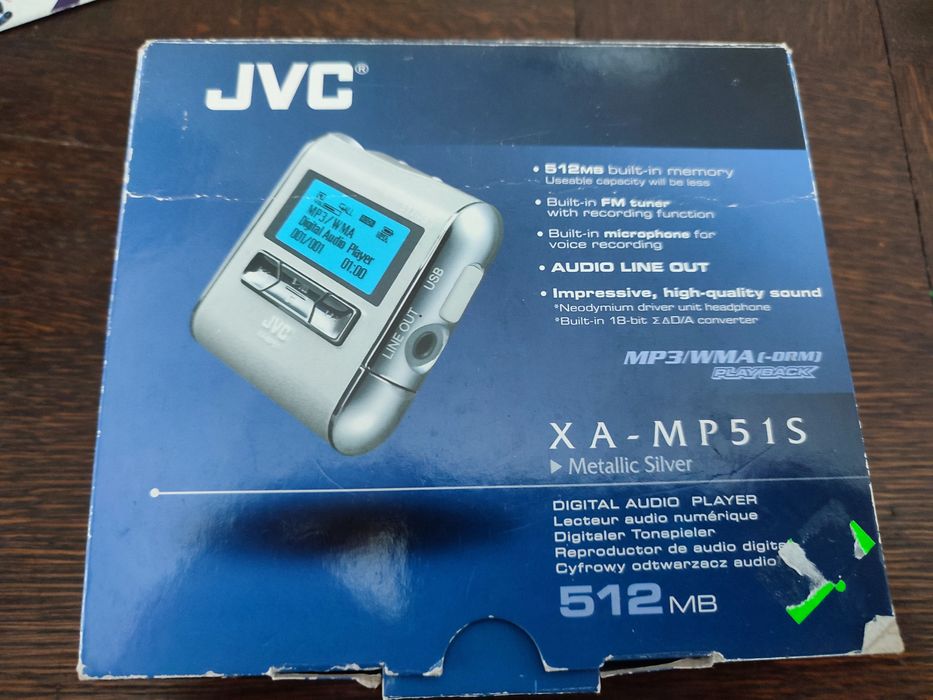 JVC®
• 512MB built-in memory
Useable capacity will be less
• Built-in FM tuner
with recording function
• Built-in microphone for
voice recording
• AUDIO LINE OUT
• Impressive, high-quality sound
*Neodymium driver unit headphone
*Built-in 18-bit ΣΔD/A converter
MP3/WMA (-DRM)
PLAYBACK
MP3/WMA
Digital Audio Player
001/001 01:00
JVC
USB
LINE OUT
XA-MP51S
▶ Metallic Silver
DIGITAL AUDIO PLAYER
Lecteur audio numérique
Digitaler Tonspieler
Reproductor de audio digita
Cyfrowy odtwarzacz audio
512 MB